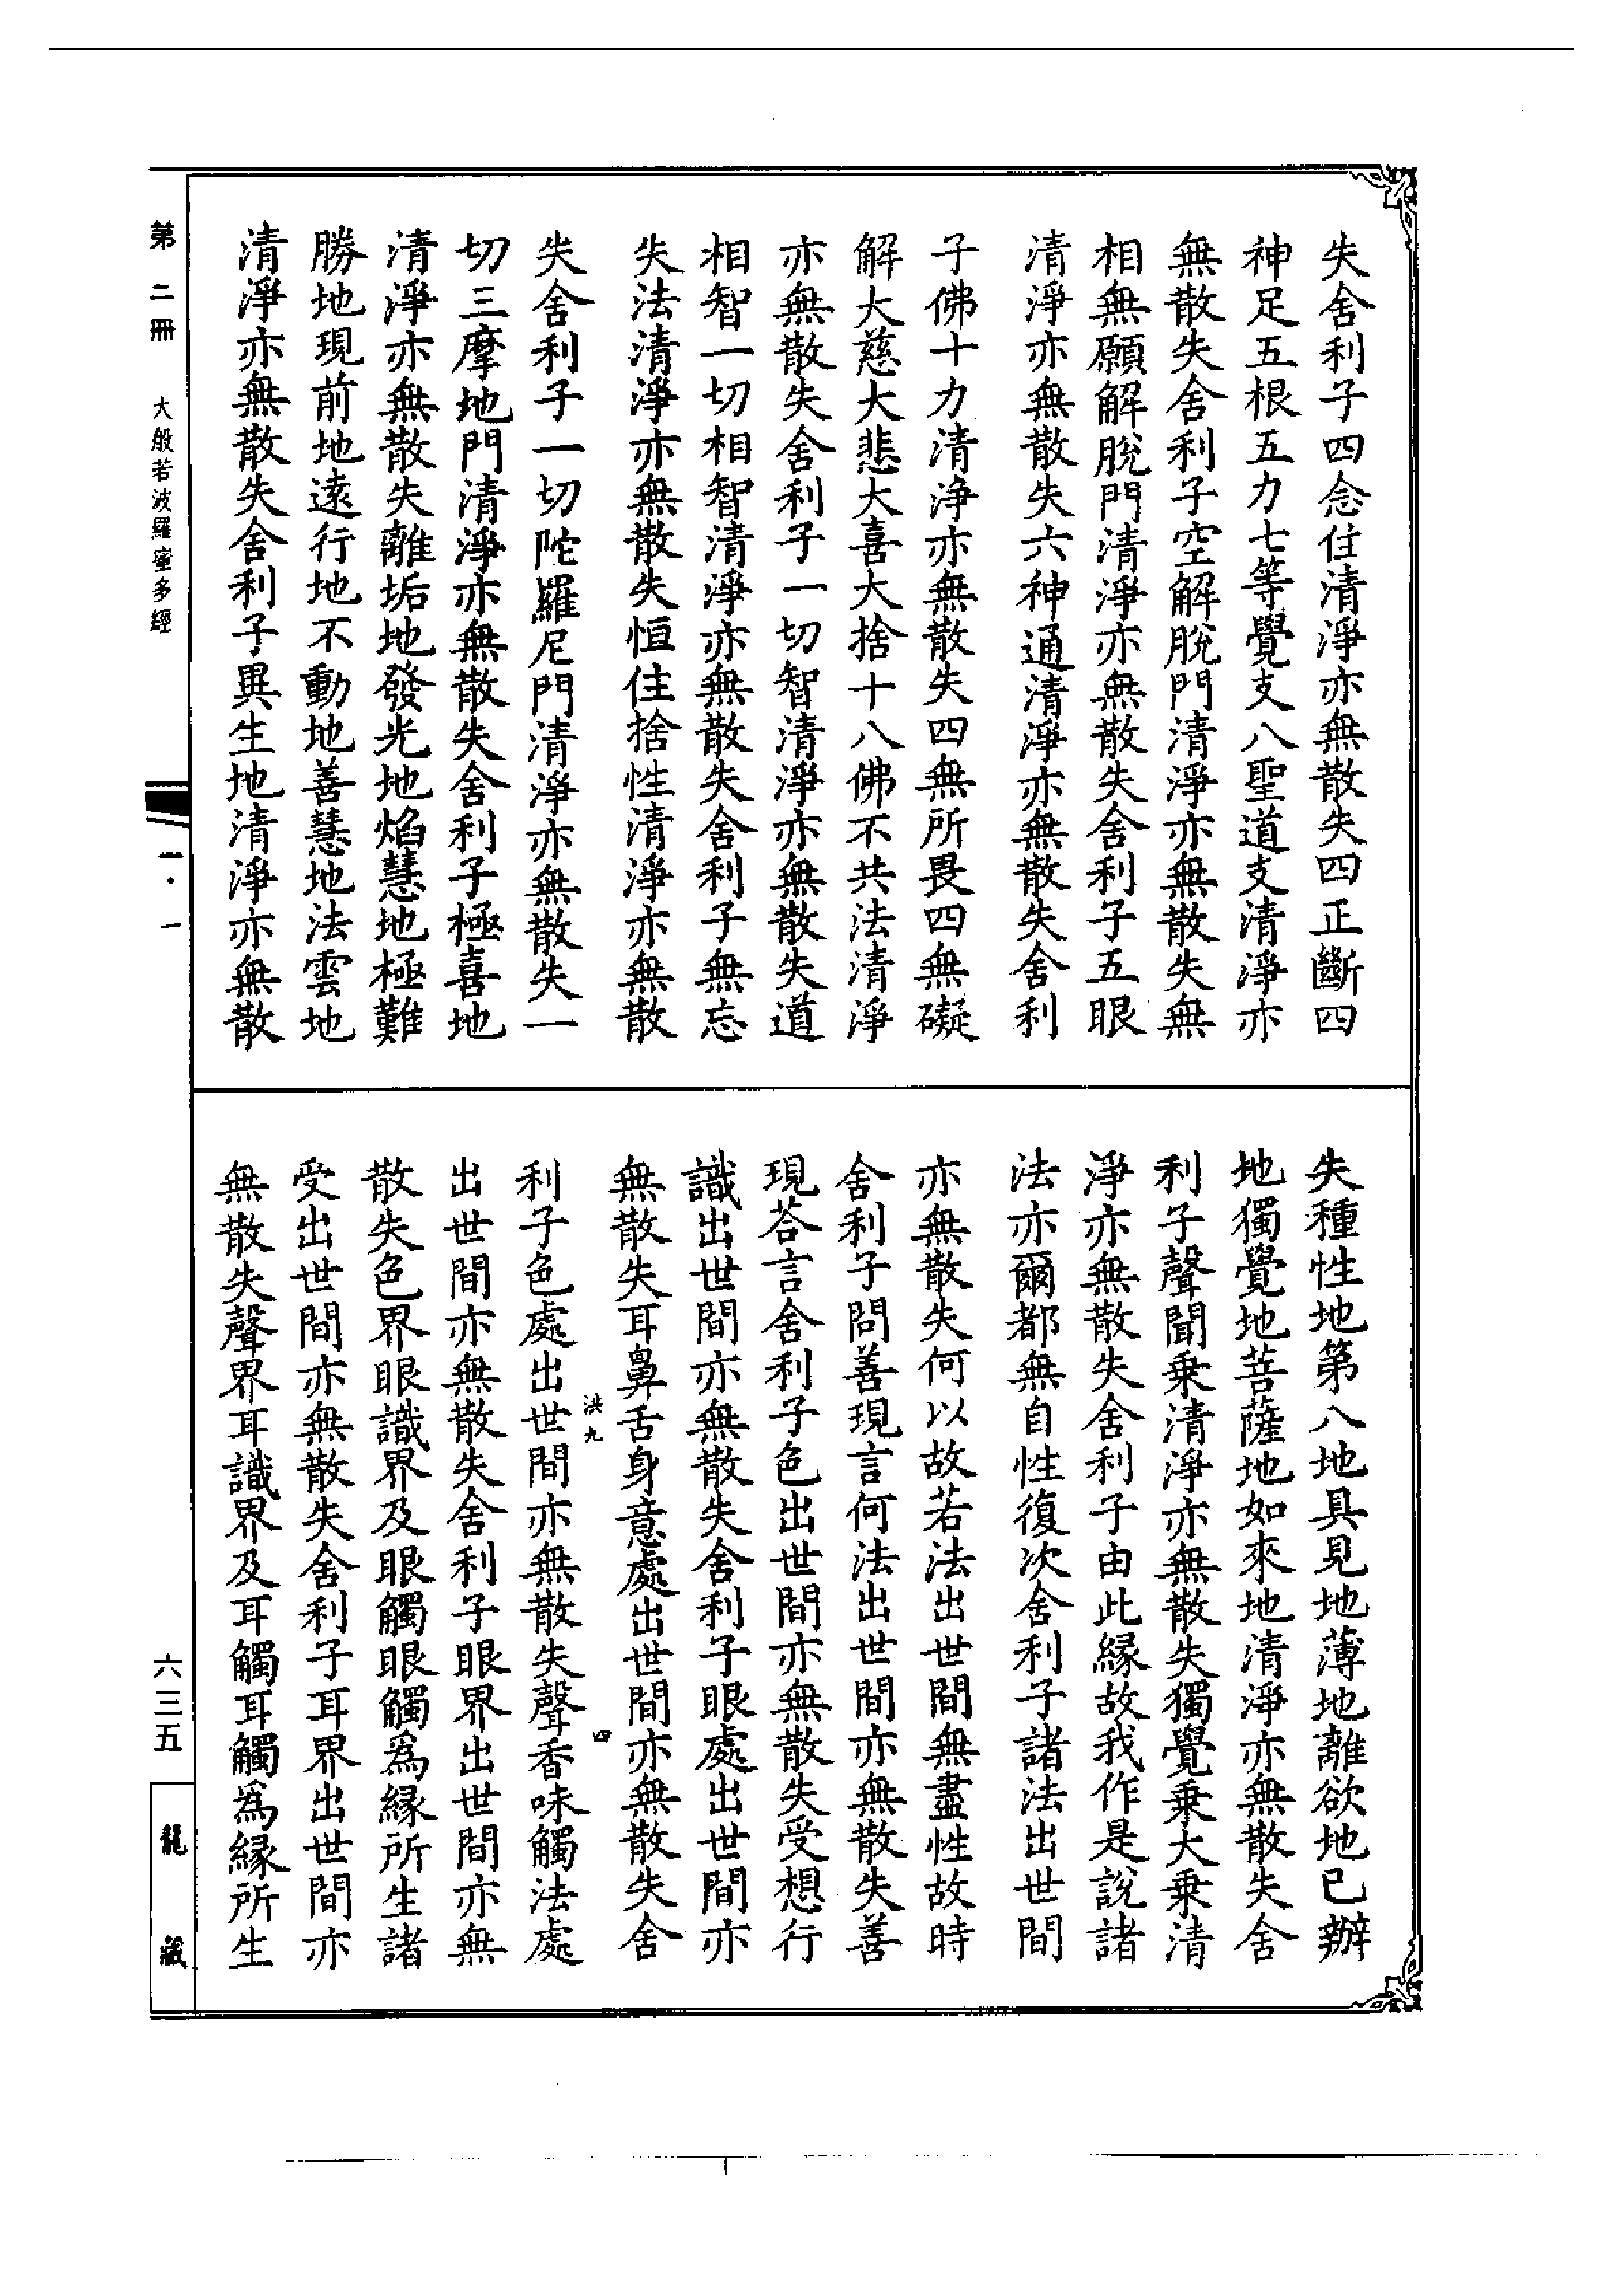 失舍利子四念住清淨亦無散失四正斷四
神足五根五力七等覺支八聖道支清淨亦
無散失舍利子空解脫門清淨亦無散失無
相無願解脫門清淨亦無散失舍利子五眼
清淨亦無散失六神通清淨亦無散失舍利
子佛十力清淨亦無散失四無所畏四無礙
解大慈大悲大喜大捨十八佛不共法清淨
亦無散失舍利子一切智清淨亦無散失道
相智一切相智清淨亦無散失舍利子無忘
失法清淨亦無散失恒住捨性清淨亦無散
失舍利子一切陀羅尼門清淨亦無散失一
切三摩地門清淨亦無散失舍利子極喜地
清淨亦無散失離垢地發光地焰慧地極難
勝地現前地遠行地不動地善慧地法雲地
清淨亦無散失舍利子異生地清淨亦無散
失種性地第八地具見地薄地離欲地已辦
地獨覺地菩薩地如來地清淨亦無散失舍
利子聲聞乗清淨亦無散失獨覺乗大乗清
淨亦無散失舍利子由此緣故我作是說諸
法亦爾都無自性復次舍利子諸法出世間
亦無散失何以故若法出世間無盡性故時
舍利子問善現言何法出世間亦無散失善
現荅言舍利子色出世間亦無散失受想行
識出世間亦無散失舍利子眼處出世間亦
無散失耳鼻舌身意處出世間亦無散失舍
洪九 四
利子色處出世間亦無散失聲香味觸法處
出世間亦無散失舍利子眼界出世間亦無
散失色界眼識界及眼觸眼觸爲緣所生諸
受出世間亦無散失舍利子耳界出世間亦
無散失聲界耳識界及耳觸耳觸爲緣所生
第二冊 大般若波羅蜜多經 一·一 六三五 龍藏